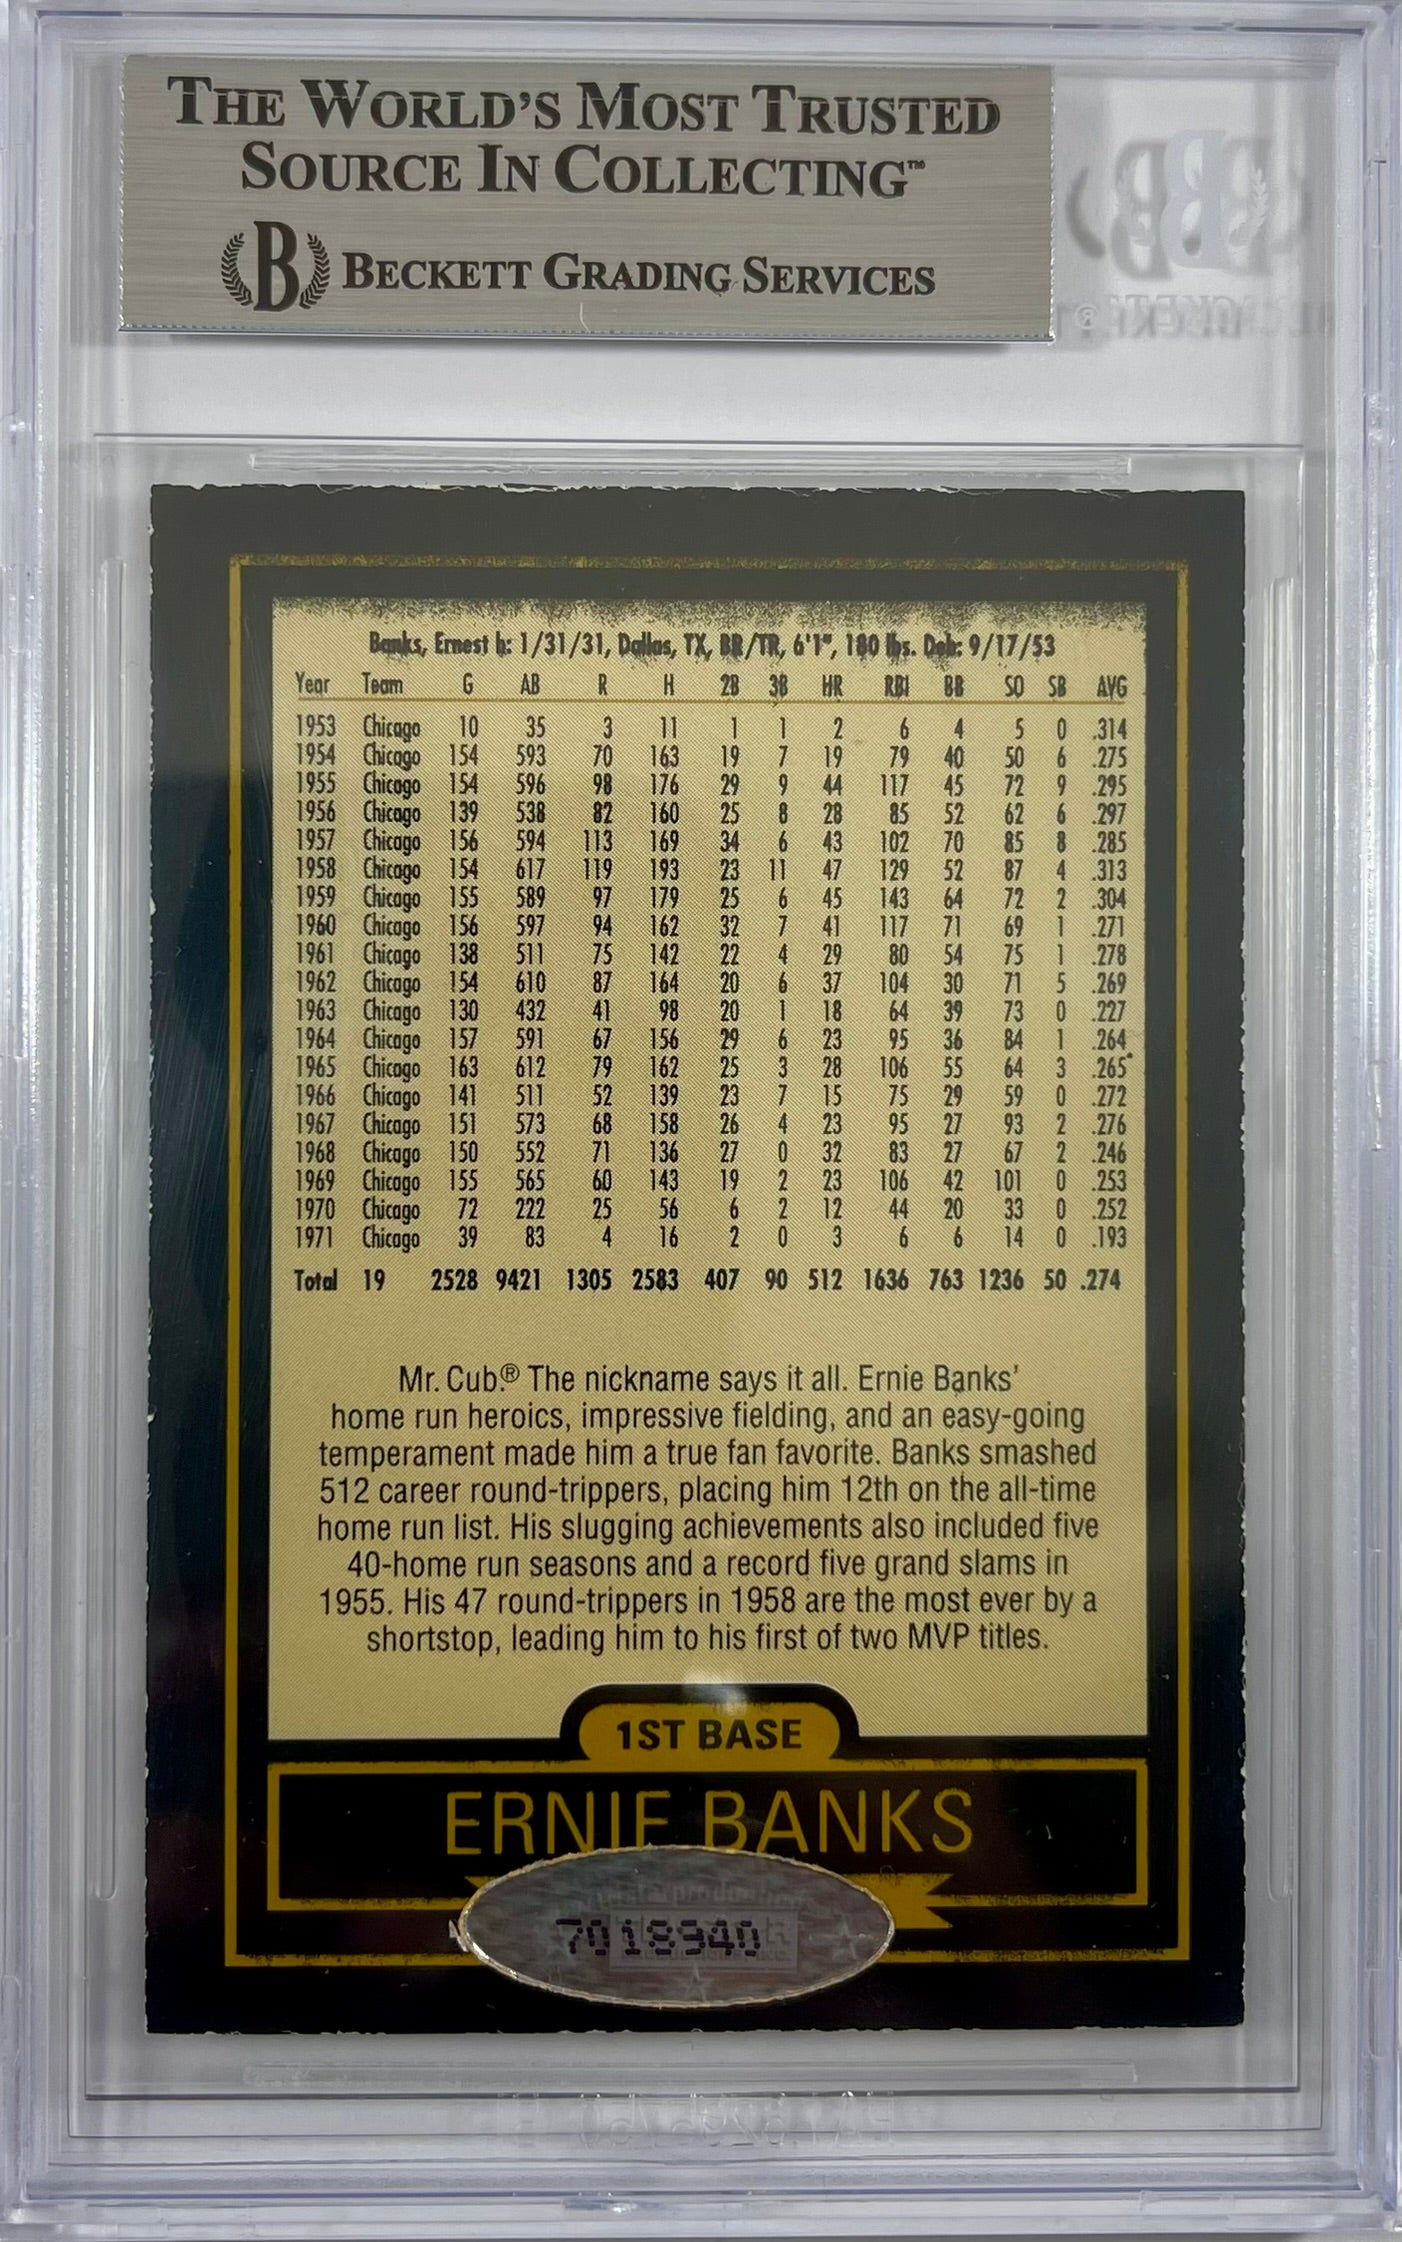 THE WORLD'S MOST TRUSTED
SOURCE IN COLLECTING™
B BECKETT GRADING SERVICES
Banks, Ernest b: 1/31/31, Dallas, TX, BR/TR, 6'1", 180 lbs. Deb: 9/17/53
Year Team G AB R H 2B 3B HR RBI BB SO SB AVG
1953 Chicago 10 35 3 11 1 1 2 6 4 5 0 .314
1954 Chicago 154 593 70 163 19 7 19 79 40 50 6 .275
1955 Chicago 154 596 98 176 29 9 44 117 45 72 9 .295
1956 Chicago 139 538 82 160 25 8 28 85 52 62 6 .297
1957 Chicago 156 594 113 169 34 6 43 102 70 85 8 .285
1958 Chicago 154 617 119 193 23 11 47 129 52 87 4 .313
1959 Chicago 155 589 97 179 25 6 45 143 64 72 2 .304
1960 Chicago 156 597 94 162 32 7 41 117 71 69 1 .271
1961 Chicago 138 511 75 142 22 4 29 80 54 75 1 .278
1962 Chicago 154 610 87 164 20 6 37 104 30 71 5 .269
1963 Chicago 130 432 41 98 20 1 18 64 39 73 0 .227
1964 Chicago 157 591 67 156 29 6 23 95 36 84 1 .264
1965 Chicago 163 612 79 162 25 3 28 106 55 64 3 .265
1966 Chicago 141 511 52 139 23 7 15 75 29 59 0 .272
1967 Chicago 151 573 68 158 26 4 23 95 27 93 2 .276
1968 Chicago 150 552 71 136 27 0 32 83 27 67 2 .246
1969 Chicago 155 565 60 143 19 2 23 106 42 101 0 .253
1970 Chicago 72 222 25 56 6 2 12 44 20 33 0 .252
1971 Chicago 39 83 4 16 2 0 3 6 6 14 0 .193
Total 19 2528 9421 1305 2583 407 90 512 1636 763 1236 50 .274
Mr. Cub.® The nickname says it all. Ernie Banks'
home run heroics, impressive fielding, and an easy-going
temperament made him a true fan favorite. Banks smashed
512 career round-trippers, placing him 12th on the all-time
home run list. His slugging achievements also included five
40-home run seasons and a record five grand slams in
1955. His 47 round-trippers in 1958 are the most ever by a
shortstop, leading him to his first of two MVP titles.
1ST BASE
ERNIE BANKS
7018940